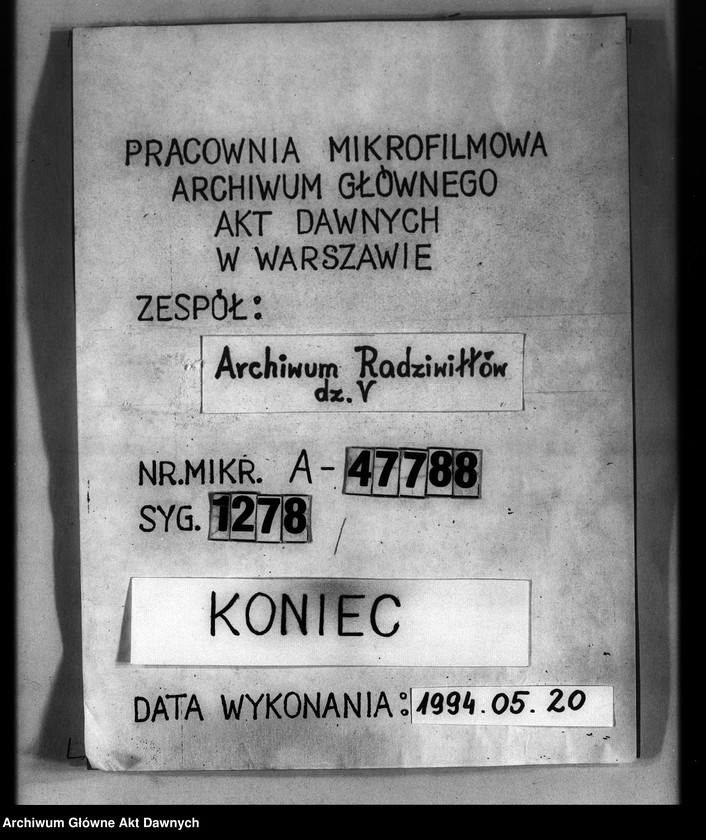 PRACOWNIA MIKROFILMOWA
ARCHIWUM GŁÓWNEGO
AKT DAWNYCH
W WARSZAWIE
ZESPÓŁ:
Archiwum Radziwiłłów
dz. V
NR.MIKR. A-47788
SYG. 1278
KONIEC
DATA WYKONANIA: 1994.05.20
Archiwum Główne Akt Dawnych